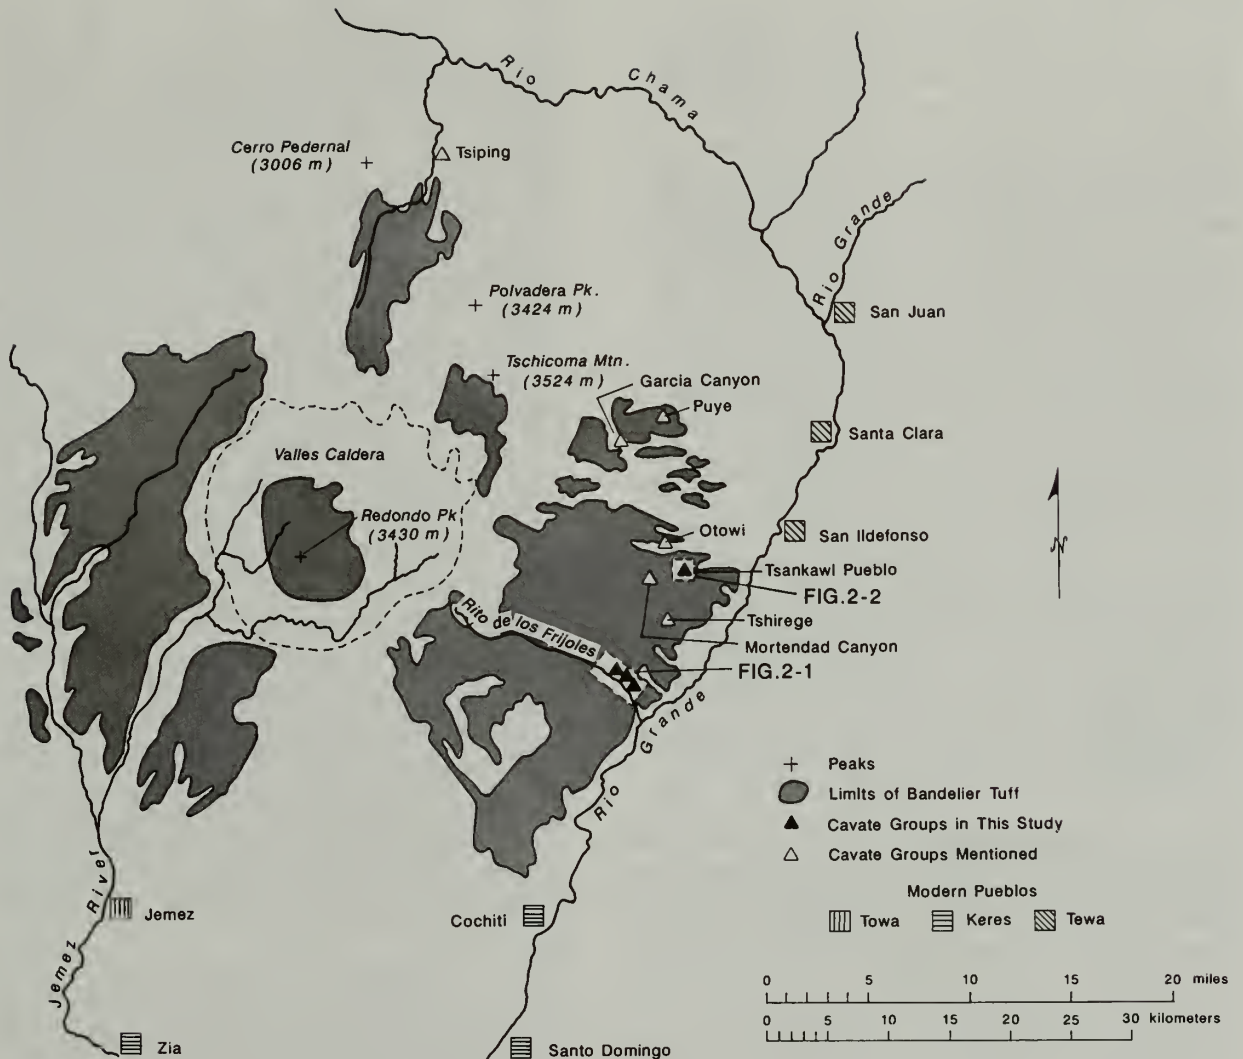 Rio Chama
Cerro Pedernal
(3006 m)
Tsiping
Rio Grande
Polvadera Pk.
(3424 m)
San Juan
Tschicoma Mtn.
(3524 m)
Garcia Canyon
Puye
Santa Clara
Valles Caldera
Redondo Pk
(3430 m)
Otowi
San Ildefonso
Tsankawi Pueblo
FIG.2-2
Rito de los Frijoles
Tshirege
Mortendad Canyon
FIG.2-1
N
Rio Grande
Peaks
Limits of Bandelier Tuff
Cavate Groups in This Study
Cavate Groups Mentioned
Modern Pueblos
Towa Keres Tewa
Jemez River
Jemez
Cochiti
Zia
Santo Domingo
0 5 10 15 20 miles
0 5 10 15 20 25 30 kilometers